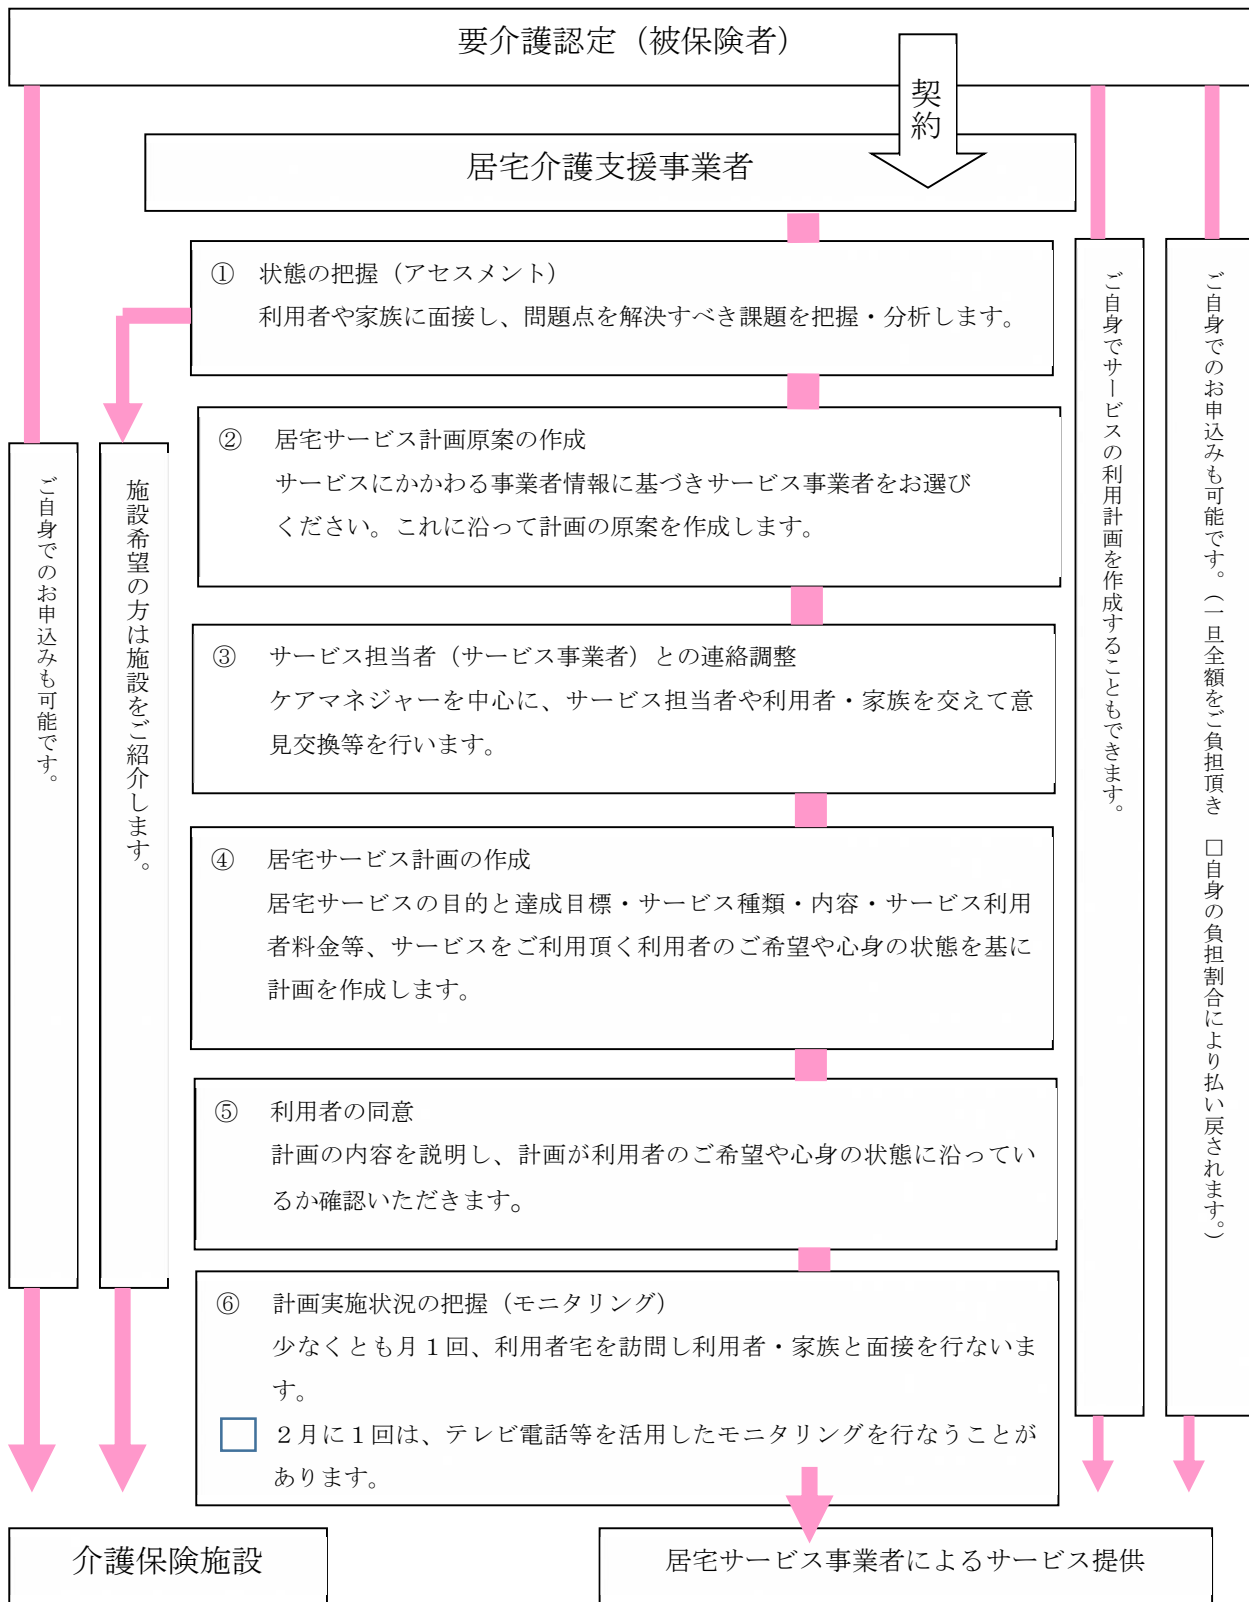 要介護認定（被保険者）
契約
居宅介護支援事業者
① 状態の把握（アセスメント）
利用者や家族に面接し、問題点を解決すべき課題を把握・分析します。
② 居宅サービス計画原案の作成
サービスにかかわる事業者情報に基づきサービス事業者をお選び
ください。これに沿って計画の原案を作成します。
③ サービス担当者（サービス事業者）との連絡調整
ケアマネジャーを中心に、サービス担当者や利用者・家族を交えて意
見交換等を行います。
④ 居宅サービス計画の作成
居宅サービスの目的と達成目標・サービス種類・内容・サービス利用
者料金等、サービスをご利用頂く利用者のご希望や心身の状態を基に
計画を作成します。
⑤ 利用者の同意
計画の内容を説明し、計画が利用者のご希望や心身の状態に沿ってい
るか確認いただきます。
⑥ 計画実施状況の把握（モニタリング）
少なくとも月１回、利用者宅を訪問し利用者・家族と面接を行ないま
す。
２月に１回は、テレビ電話等を活用したモニタリングを行なうことが
あります。
ご自身でのお申込みも可能です。
施設希望の方は施設をご紹介します。
ご自身でサービスの利用計画を作成することもできます。
ご自身でのお申込みも可能です。（一旦全額をご負担頂き　□自身の負担割合により払い戻されます。）
介護保険施設
居宅サービス事業者によるサービス提供